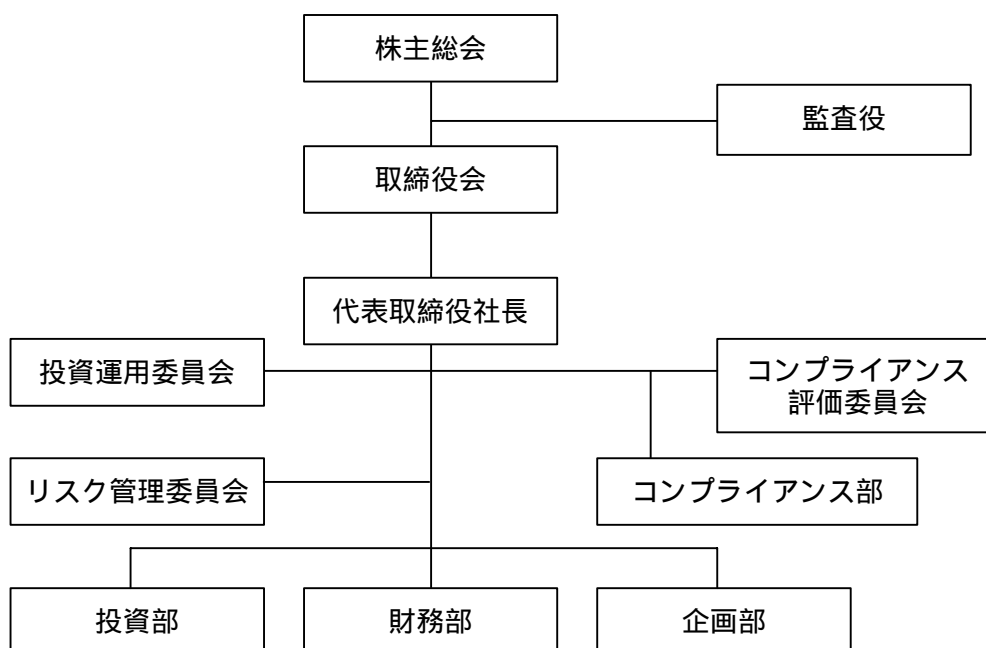 株主総会
監査役
取締役会
代表取締役社長
投資運用委員会
コンプライアンス
評価委員会
リスク管理委員会
コンプライアンス部
投資部
財務部
企画部